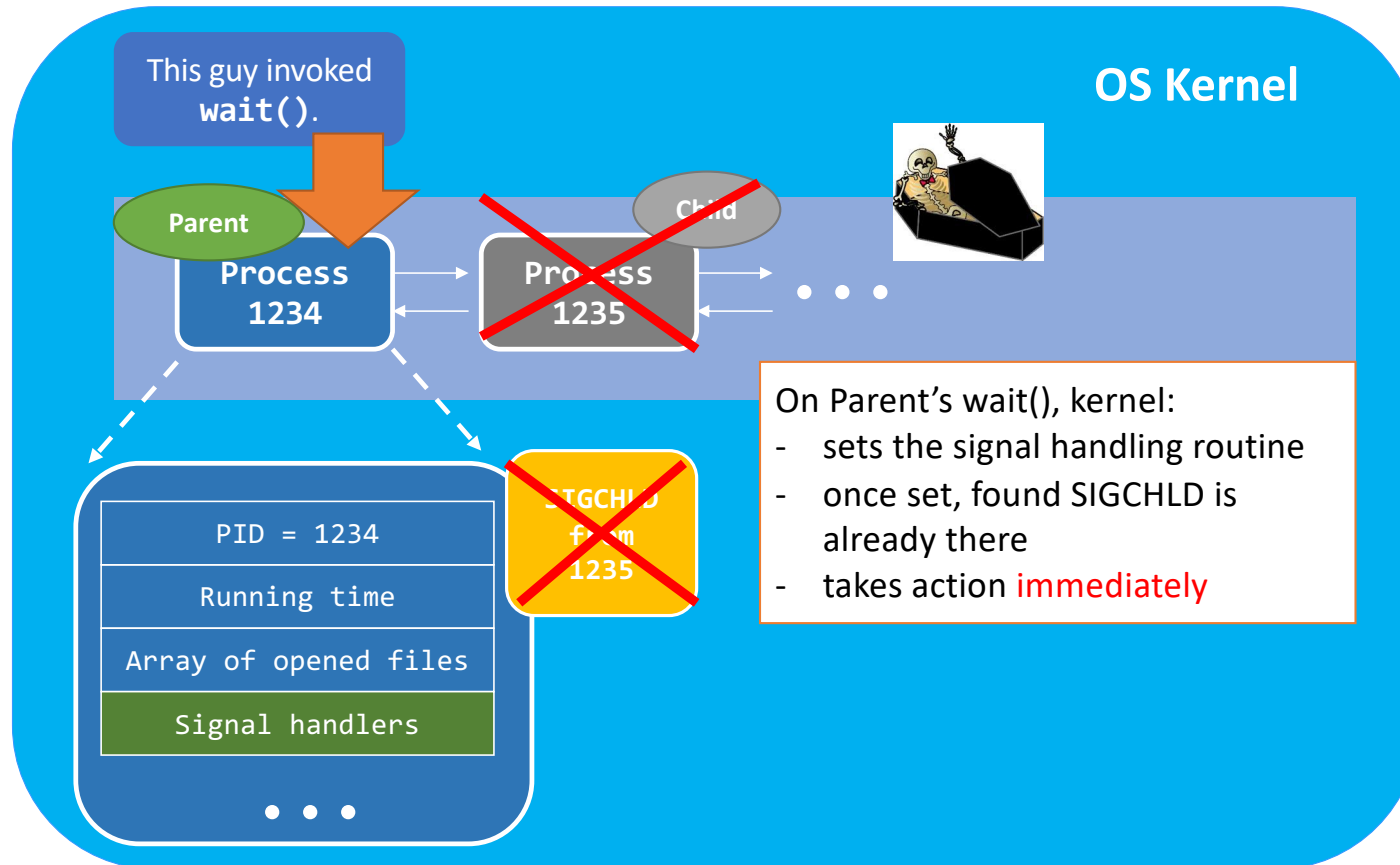 This guy invoked
wait().
OS Kernel
Parent
Child
Process
1234
Process
1235
On Parent’s wait(), kernel:
- sets the signal handling routine
- once set, found SIGCHLD is
already there
- takes action immediately
SIGCHLD
from
1235
PID = 1234
Running time
Array of opened files
Signal handlers